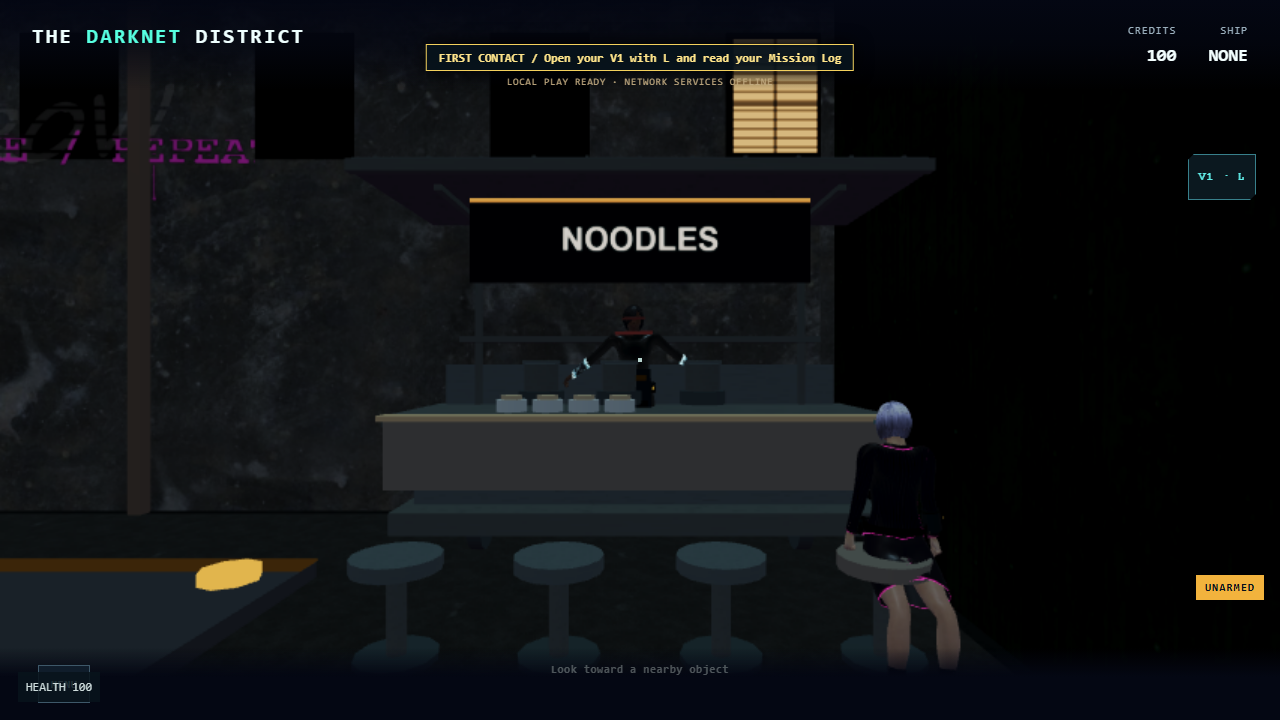 THE DARKNET DISTRICT
CREDITS
SHIP
100
NONE
FIRST CONTACT / Open your V1 with L and read your Mission Log
LOCAL PLAY READY · NETWORK SERVICES OFFLINE
V1 · L
NOODLES
UNARMED
Look toward a nearby object
HEALTH 100